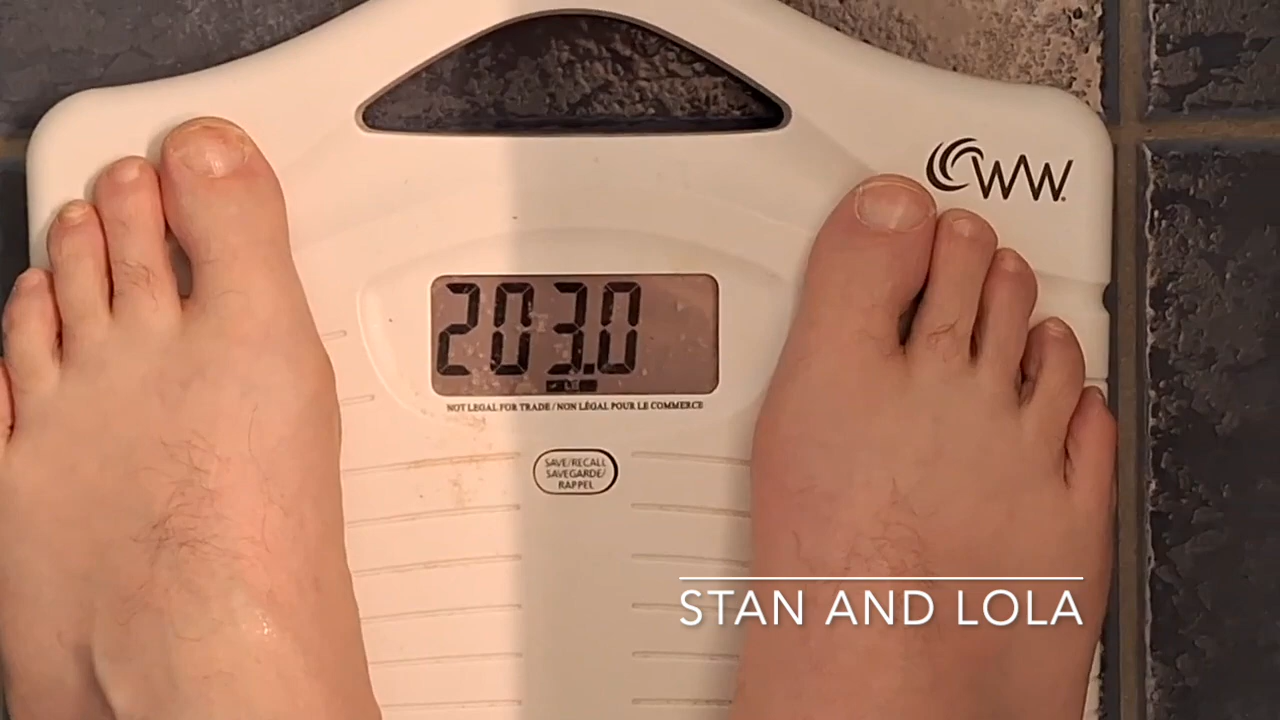 WW.
203.0
NOT LEGAL FOR TRADE / NON LÉGAL POUR LE COMMERCE
SAVE/RECALL
SAVEGARDE/
RAPPEL
STAN AND LOLA